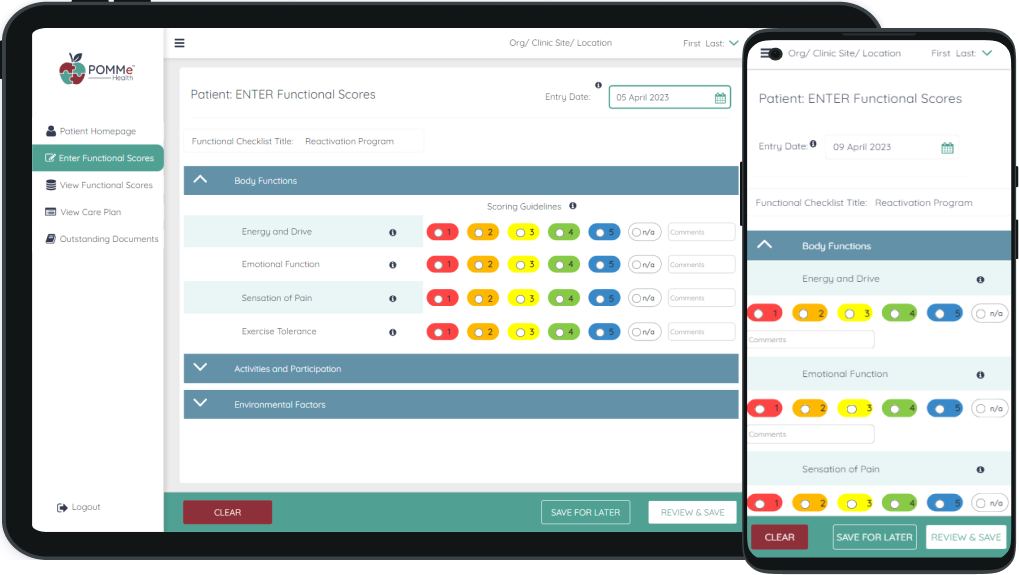 POMMe™
Health
Patient Homepage
Enter Functional Scores
View Functional Scores
View Care Plan
Outstanding Documents
Logout
Org/ Clinic Site/ Location
First Last:
Patient: ENTER Functional Scores
Entry Date:
05 April 2023
Functional Checklist Title: Reactivation Program
Body Functions
Scoring Guidelines
Energy and Drive 1 2 3 4 5 n/a Comments
Emotional Function 1 2 3 4 5 n/a Comments
Sensation of Pain 1 2 3 4 5 n/a Comments
Exercise Tolerance 1 2 3 4 5 n/a Comments
Activities and Participation
Environmental Factors
CLEAR
SAVE FOR LATER
REVIEW & SAVE
Org/ Clinic Site/ Location
First Last:
Patient: ENTER Functional Scores
Entry Date: 09 April 2023
Functional Checklist Title: Reactivation Program
Body Functions
Energy and Drive
1 2 3 4 5 n/a
Comments
Emotional Function
1 2 3 4 5 n/a
Comments
Sensation of Pain
1 2 3 4 5 n/a
CLEAR
SAVE FOR LATER
REVIEW & SAVE